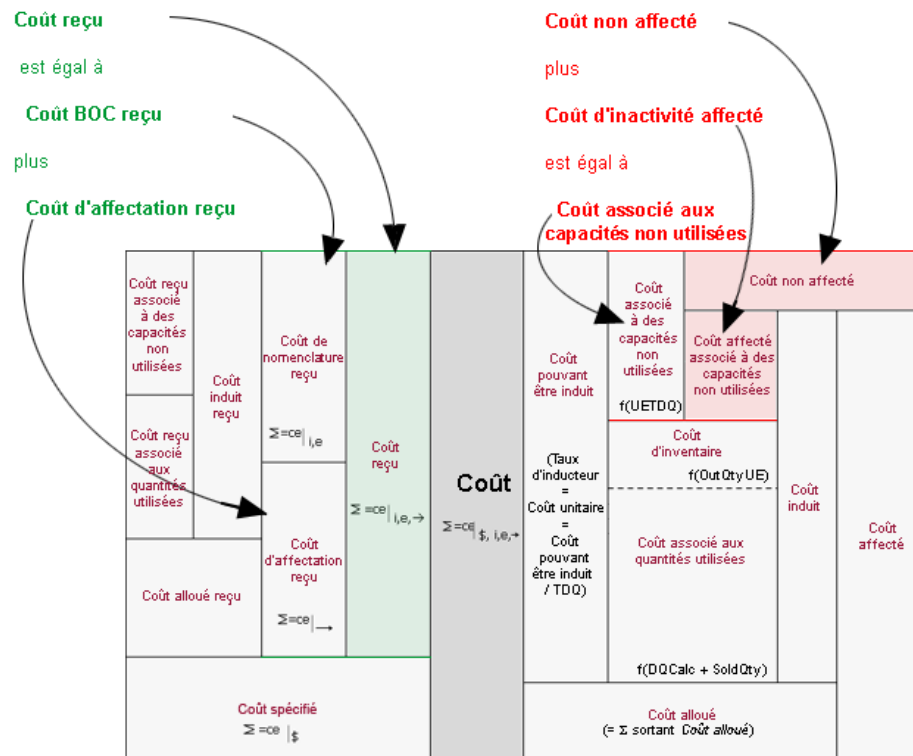 Coût reçu
est égal à
Coût BOC reçu
plus
Coût d'affectation reçu
Coût non affecté
plus
Coût d'inactivité affecté
est égal à
Coût associé aux
capacités non utilisées
Coût reçu
associé
à des
capacités
non
utilisées
Coût reçu
associé
aux
quantités
utilisées
Coût
induit
reçu
Coût alloué reçu
Coût de
nomenclature
reçu
Σ=ce|i,e
Coût
d'affectation
reçu
Σ=ce|→
Coût
reçu
Σ=ce|i,e,→
Coût spécifié
Σ=ce|$
Coût
Σ=ce|$, i,e,→
Coût
pouvant
être induit
(Taux
d'inducteur
=
Coût unitaire
=
Coût
pouvant
être induit
/ TDQ)
Coût
associé
à des
capacités
non
utilisées
f(UETDQ)
Coût non affecté
Coût affecté
associé à des
capacités
non utilisées
Coût
d'inventaire
f(OutQtyUE)
Coût associé aux
quantités utilisées
f(DQCalc + SoldQty)
Coût
induit
Coût
affecté
Coût alloué
(= Σ sortant Coût alloué)